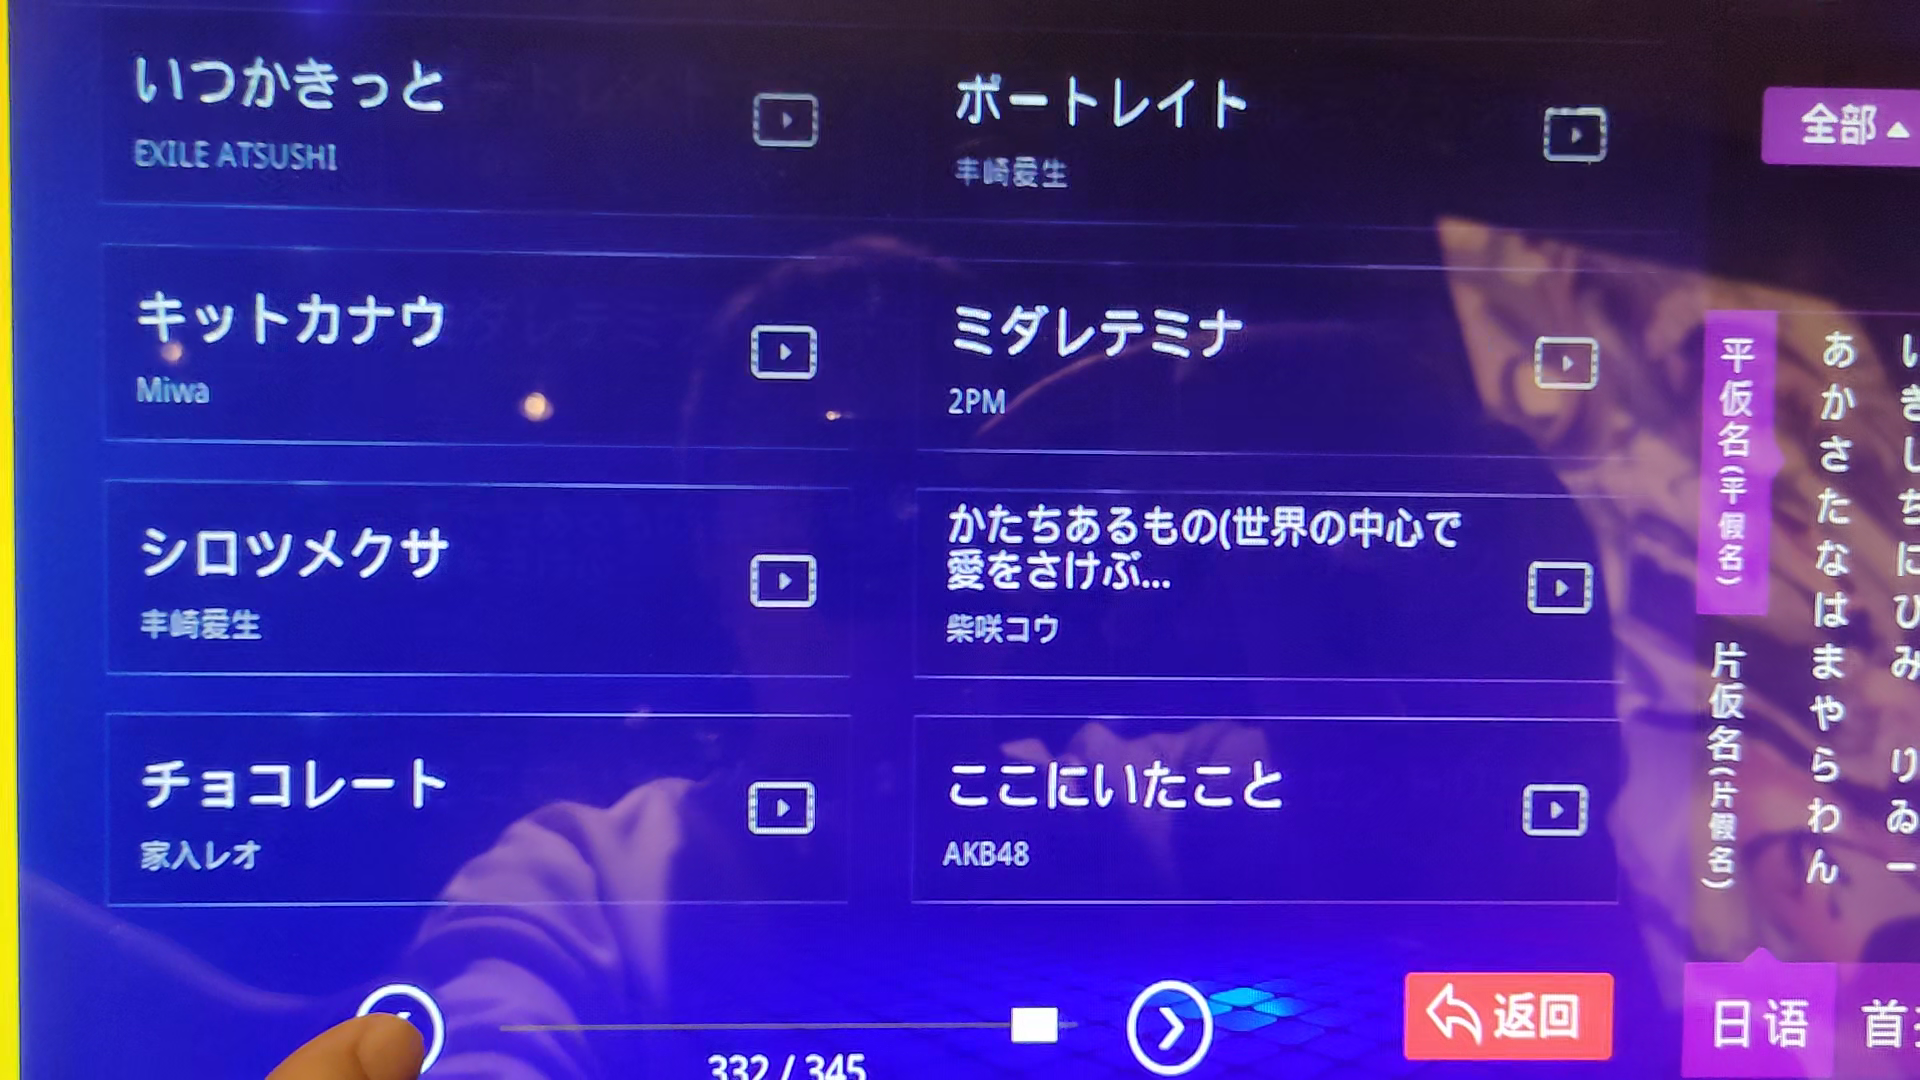 いつかきっと
EXILE ATSUSHI
ポートレイト
丰崎爱生
全部
キットカナウ
Miwa
ミダレテミナ
2PM
シロツメクサ
丰崎爱生
かたちあるもの(世界の中心で
愛をさけぶ...
柴咲コウ
チョコレート
家入レオ
ここにいたこと
AKB48
平仮名(平假名)
片仮名(片假名)
あかさたなはまやらわん
いきしちにひみ りゐー
332 / 345
返回
日语
首